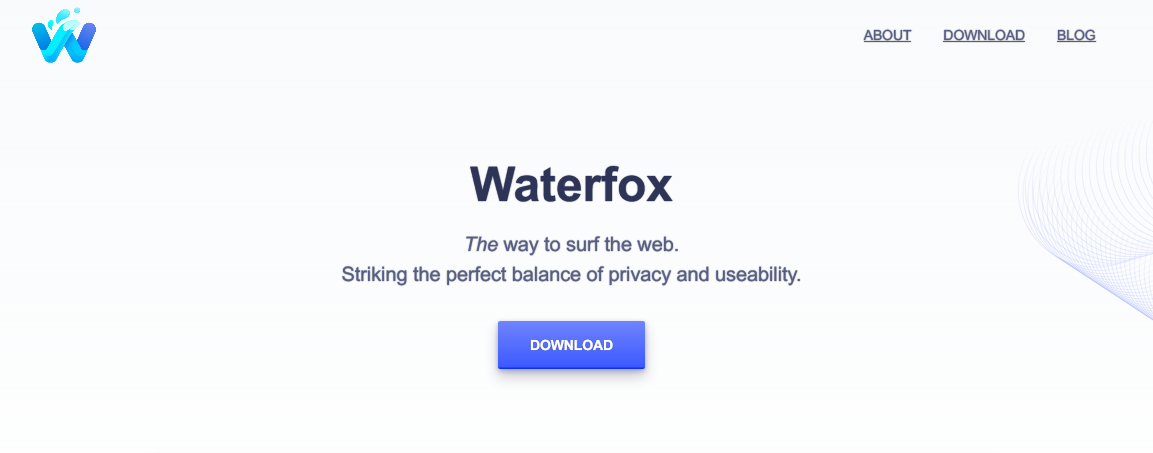 ABOUT DOWNLOAD BLOG
Waterfox
The way to surf the web.
Striking the perfect balance of privacy and useability.
DOWNLOAD